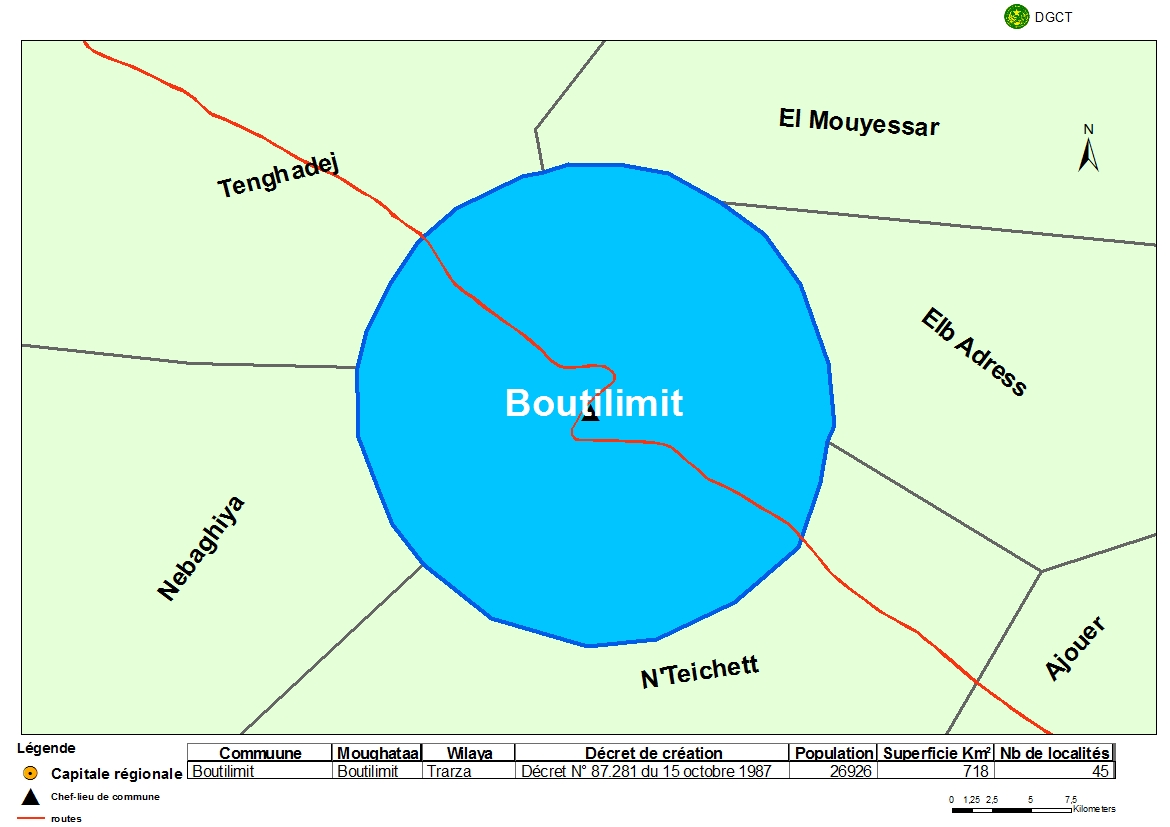 DGCT
El Mouyessar
N
Tenghadej
Elb Adress
Boutilimit
Nebaghiya
Ajouer
N'Teichett
Légende
Capitale régionale
Chef-lieu de commune
routes
Commuune Moughataal Wilaya Décret de création Population Superficie Km² Nb de localités
Boutilimit Boutilimit Trarza Décret N° 87.281 du 15 octobre 1987 26926 718 45
0 1,25 2,5 5 7,5
Kilometers